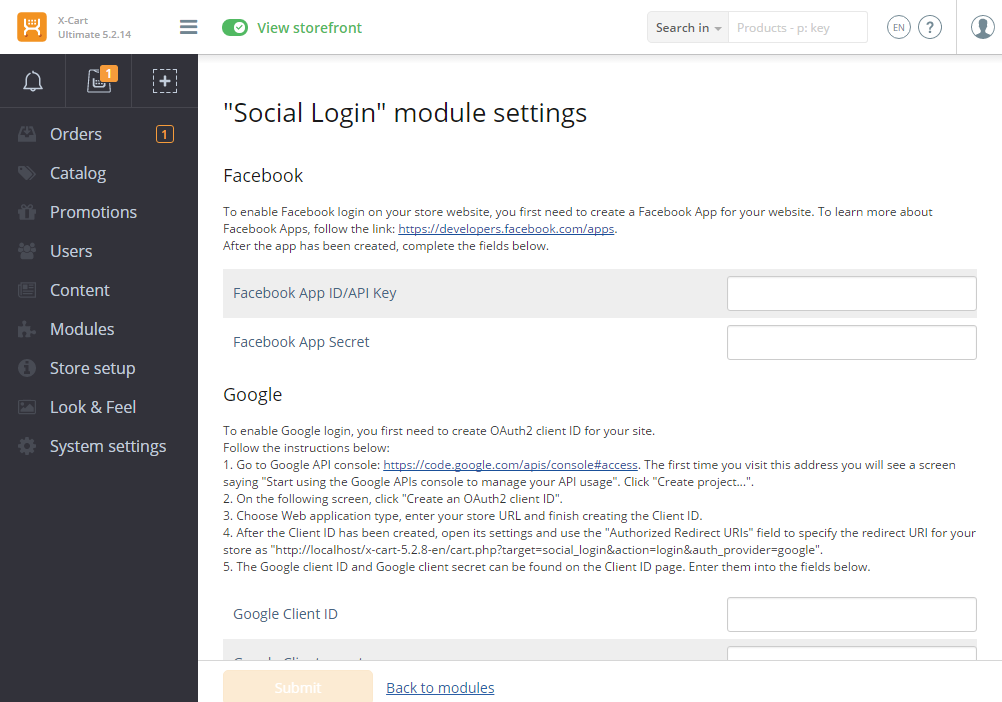 X-Cart
Ultimate 5.2.14
View storefront
Search in
Products - p: key
EN
?
1
Orders
1
Catalog
Promotions
Users
Content
Modules
Store setup
Look & Feel
System settings
"Social Login" module settings
Facebook
To enable Facebook login on your store website, you first need to create a Facebook App for your website. To learn more about
Facebook Apps, follow the link: https://developers.facebook.com/apps.
After the app has been created, complete the fields below.
Facebook App ID/API Key
Facebook App Secret
Google
To enable Google login, you first need to create OAuth2 client ID for your site.
Follow the instructions below:
1. Go to Google API console: https://code.google.com/apis/console#access. The first time you visit this address you will see a screen
saying "Start using the Google APIs console to manage your API usage". Click "Create project...".
2. On the following screen, click "Create an OAuth2 client ID".
3. Choose Web application type, enter your store URL and finish creating the Client ID.
4. After the Client ID has been created, open its settings and use the "Authorized Redirect URIs" field to specify the redirect URI for your
store as "http://localhost/x-cart-5.2.8-en/cart.php?target=social_login&action=login&auth_provider=google".
5. The Google client ID and Google client secret can be found on the Client ID page. Enter them into the fields below.
Google Client ID
Submit
Back to modules